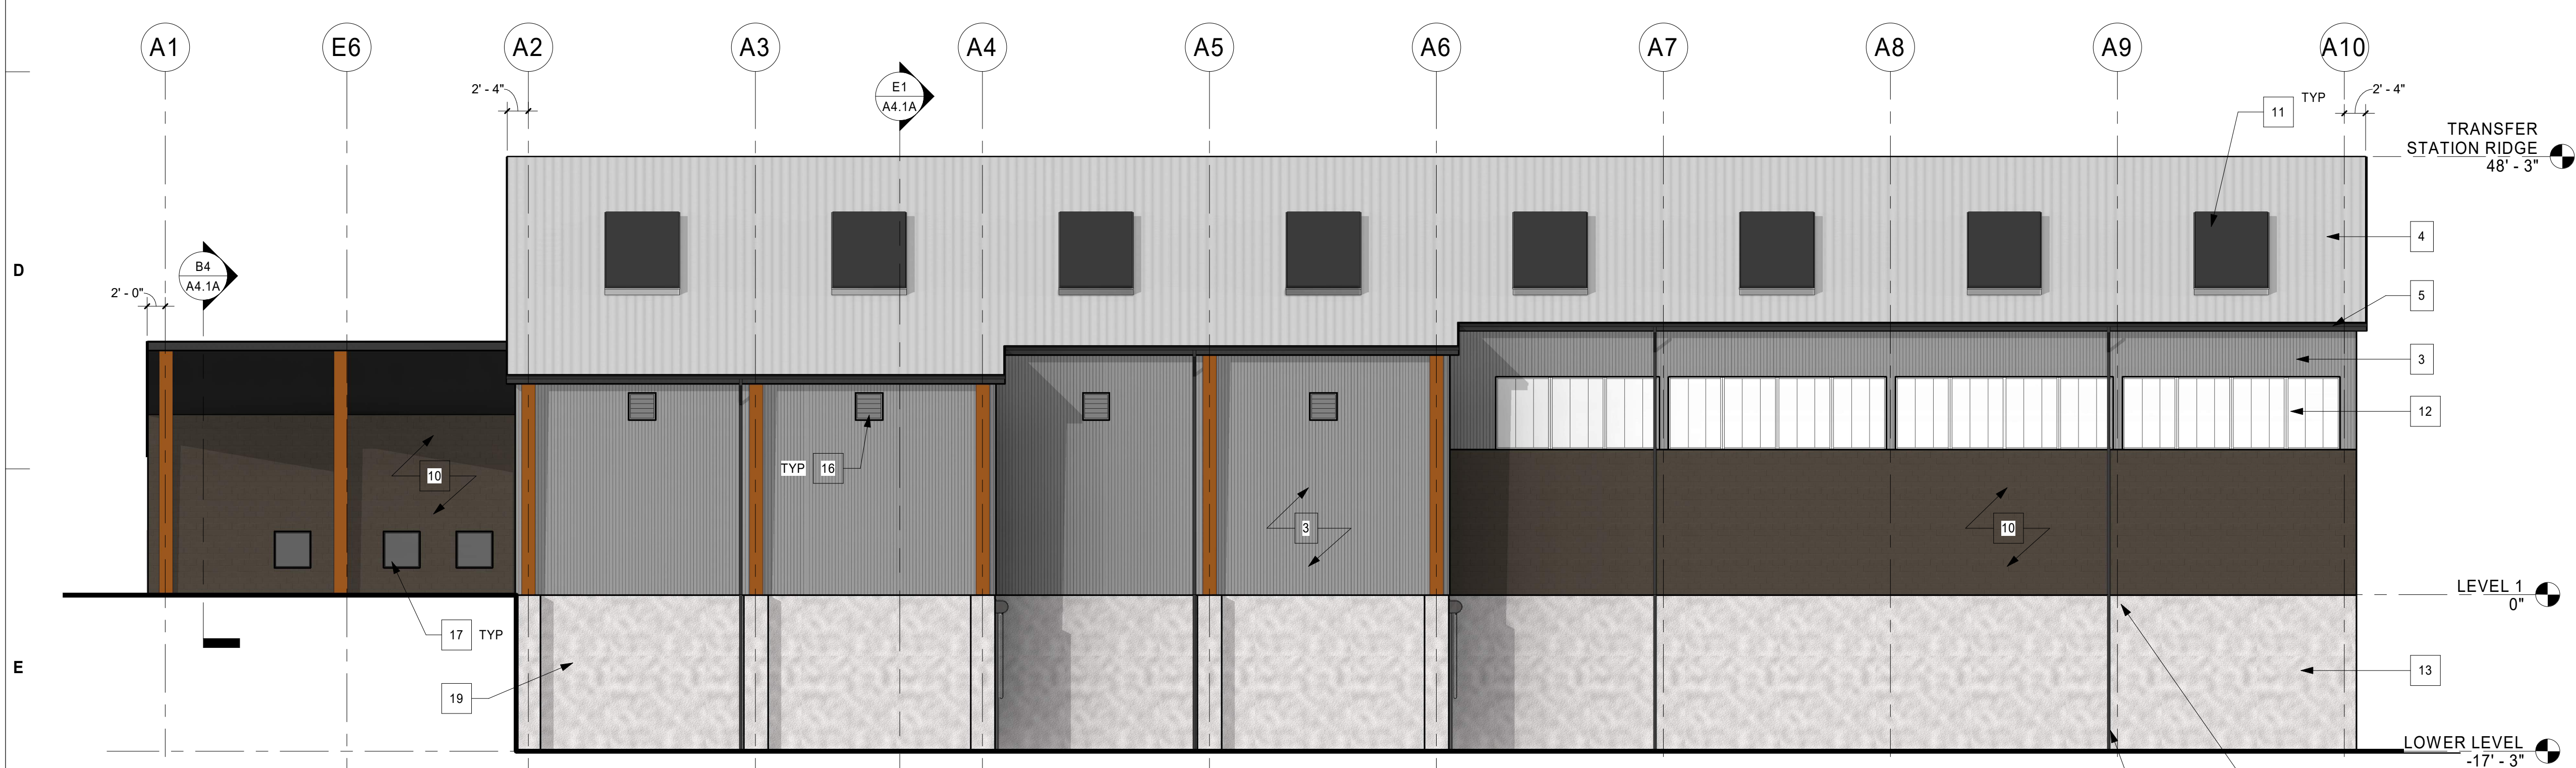 A1
E6
A2
A3
A4
A5
A6
A7
A8
A9
A10
2' - 4"
E1
A4.1A
11
TYP
2' - 4"
TRANSFER
STATION RIDGE
48' - 3"
4
D
B4
A4.1A
2' - 0"
5
3
12
10
TYP 16
3
10
LEVEL 1
0"
17 TYP
E
19
13
LOWER LEVEL
-17' - 3"